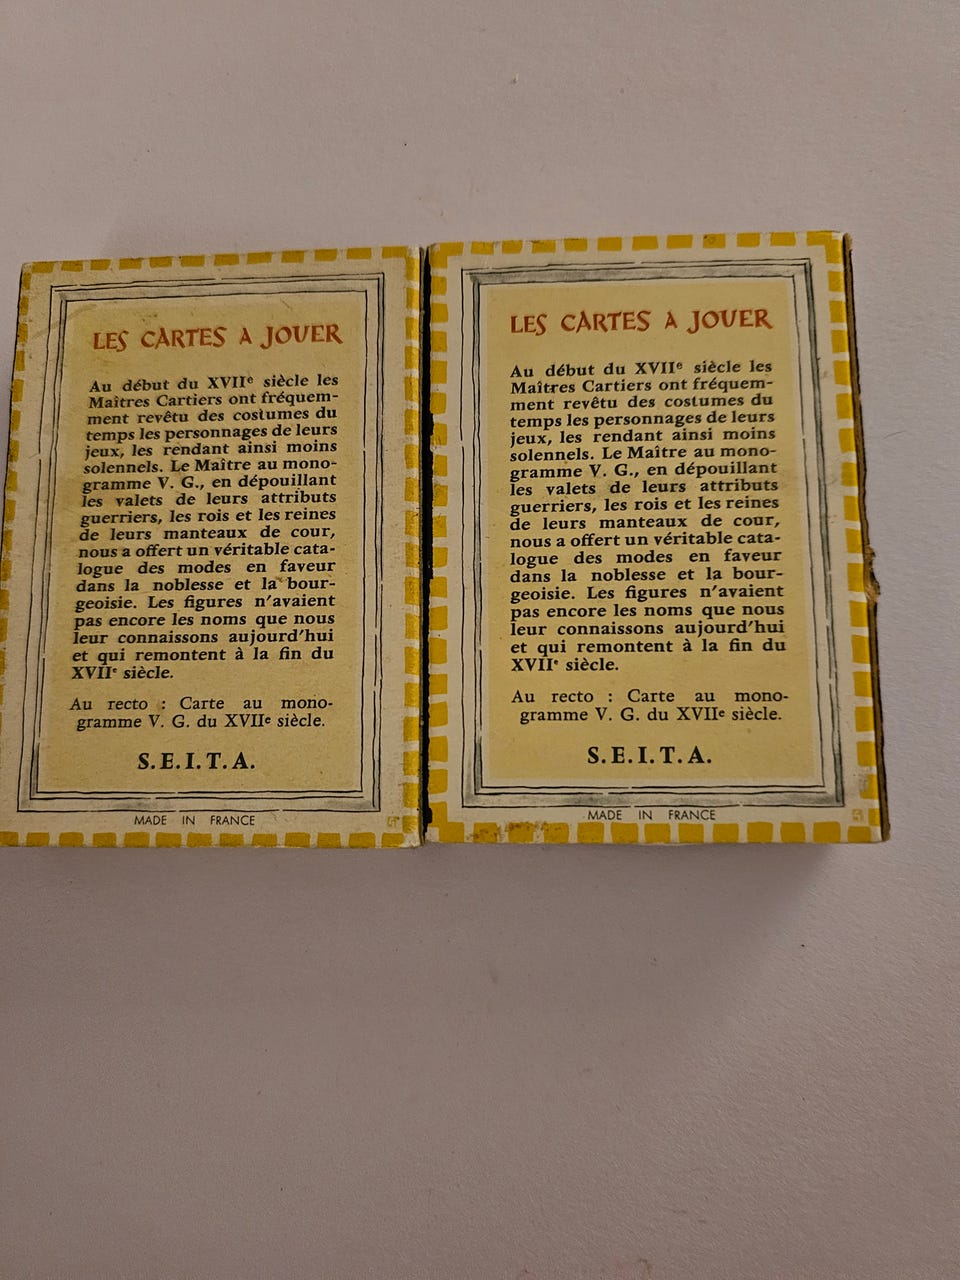 LES CARTES A JOUER
Au début du XVIIe siècle les
Maîtres Cartiers ont fréquem-
ment revêtu des costumes du
temps les personnages de leurs
jeux, les rendant ainsi moins
solennels. Le Maître au mono-
gramme V. G., en dépouillant
les valets de leurs attributs
guerriers, les rois et les reines
de leurs manteaux de cour,
nous a offert un véritable cata-
logue des modes en faveur
dans la noblesse et la bour-
geoisie. Les figures n'avaient
pas encore les noms que nous
leur connaissons aujourd'hui
et qui remontent à la fin du
XVIIe siècle.
Au recto : Carte au mono-
gramme V. G. du XVIIe siècle.
S.E.I.T.A.
MADE IN FRANCE
LES CARTES A JOUER
Au début du XVIIe siècle les
Maîtres Cartiers ont fréquem-
ment revêtu des costumes du
temps les personnages de leurs
jeux, les rendant ainsi moins
solennels. Le Maître au mono-
gramme V. G., en dépouillant
les valets de leurs attributs
guerriers, les rois et les reines
de leurs manteaux de cour,
nous a offert un véritable cata-
logue des modes en faveur
dans la noblesse et la bour-
geoisie. Les figures n'avaient
pas encore les noms que nous
leur connaissons aujourd'hui
et qui remontent à la fin du
XVIIe siècle.
Au recto : Carte au mono-
gramme V. G. du XVIIe siècle.
S.E.I.T.A.
MADE IN FRANCE